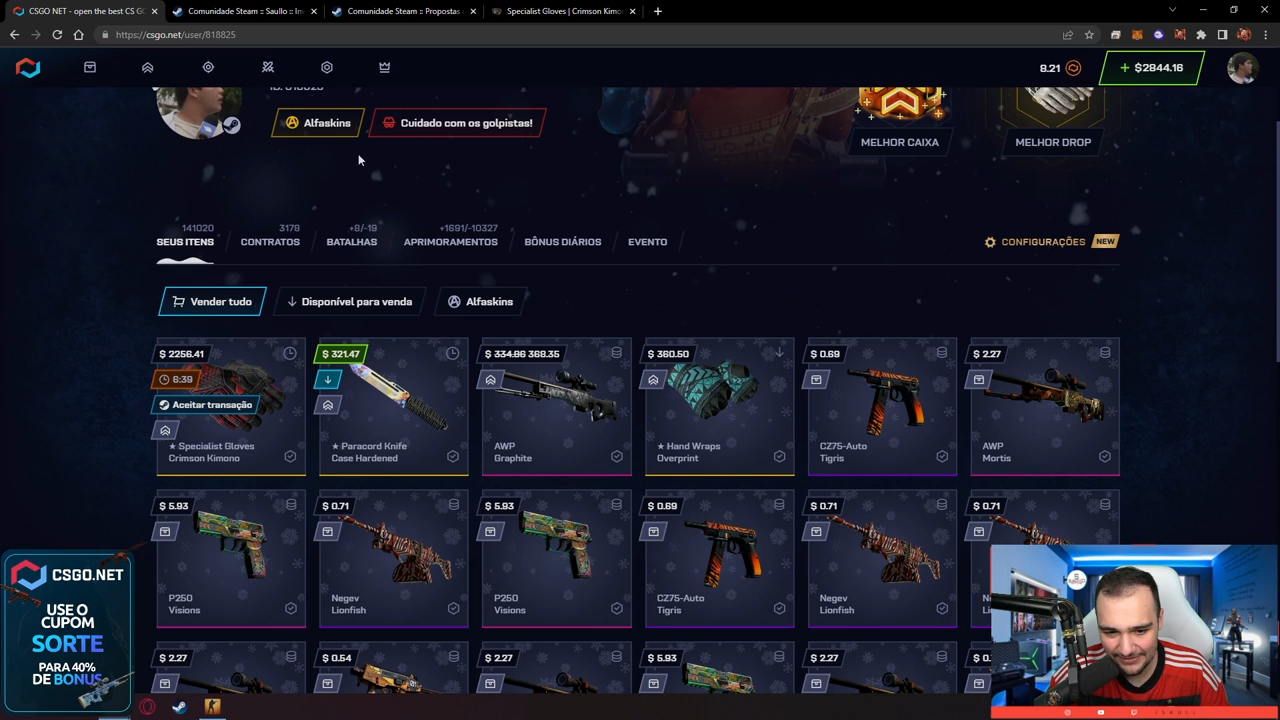 CSGO NET - open the best CS G
Comunidade Steam :: Saullo :: In
Comunidade Steam :: Propostas
Specialist Gloves | Crimson Kimo
https://csgo.net/user/818825
8.21
+ $2844.16
Alfaskins
Cuidado com os golpistas!
MELHOR CAIXA
MELHOR DROP
141020
3178
+8/-19
+1691/-10327
SEUS ITENS
CONTRATOS
BATALHAS
APRIMORAMENTOS
BÔNUS DIÁRIOS
EVENTO
CONFIGURAÇÕES
NEW
Vender tudo
Disponível para venda
Alfaskins
$ 2256.41
6:39
Aceitar transação
★ Specialist Gloves
Crimson Kimono
$ 321.47
★ Paracord Knife
Case Hardened
$ 334.86 368.35
AWP
Graphite
$ 360.50
★ Hand Wraps
Overprint
$ 0.69
CZ75-Auto
Tigris
$ 2.27
AWP
Mortis
$ 5.93
P250
Visions
$ 0.71
Negev
Lionfish
$ 5.93
P250
Visions
$ 0.69
CZ75-Auto
Tigris
$ 0.71
Negev
Lionfish
$ 0.71
$ 2.27
$ 0.54
$ 2.27
$ 5.93
$ 2.27
CSGO.NET
USE O
CUPOM
SORTE
PARA 40%
DE BONUS